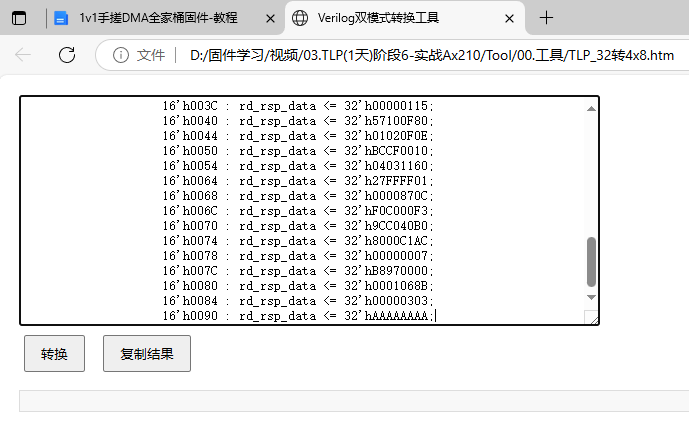 1v1手搓DMA全家桶固件-教程
Verilog双模式转换工具
文件 D:/固件学习/视频/03.TLP(1天)阶段6-实战Ax210/Tool/00.工具/TLP_32转4x8.htm
16'h003C : rd_rsp_data <= 32'h00000115;
16'h0040 : rd_rsp_data <= 32'h57100F80;
16'h0044 : rd_rsp_data <= 32'h01020F0E;
16'h0050 : rd_rsp_data <= 32'hBCCF0010;
16'h0054 : rd_rsp_data <= 32'h04031160;
16'h0064 : rd_rsp_data <= 32'h27FFFF01;
16'h0068 : rd_rsp_data <= 32'h0000870C;
16'h006C : rd_rsp_data <= 32'hF0C000F3;
16'h0070 : rd_rsp_data <= 32'h9CC040B0;
16'h0074 : rd_rsp_data <= 32'h8000C1AC;
16'h0078 : rd_rsp_data <= 32'h00000007;
16'h007C : rd_rsp_data <= 32'hB8970000;
16'h0080 : rd_rsp_data <= 32'h0001068B;
16'h0084 : rd_rsp_data <= 32'h00000303;
16'h0090 : rd_rsp_data <= 32'hAAAAAAAA;
转换
复制结果